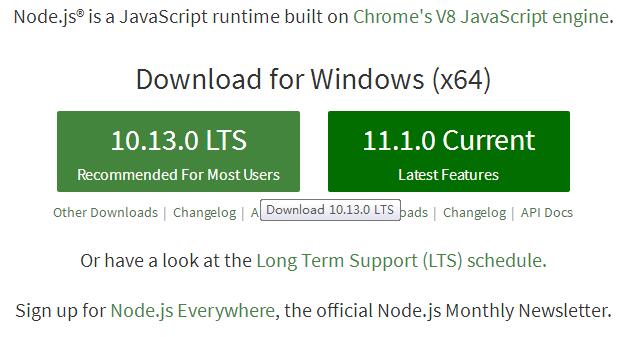 Node.js® is a JavaScript runtime built on Chrome's V8 JavaScript engine.
Download for Windows (x64)
10.13.0 LTS
Recommended For Most Users
11.1.0 Current
Latest Features
Other Downloads | Changelog |
Download 10.13.0 LTS
| Changelog | API Docs
Or have a look at the Long Term Support (LTS) schedule.
Sign up for Node.js Everywhere, the official Node.js Monthly Newsletter.